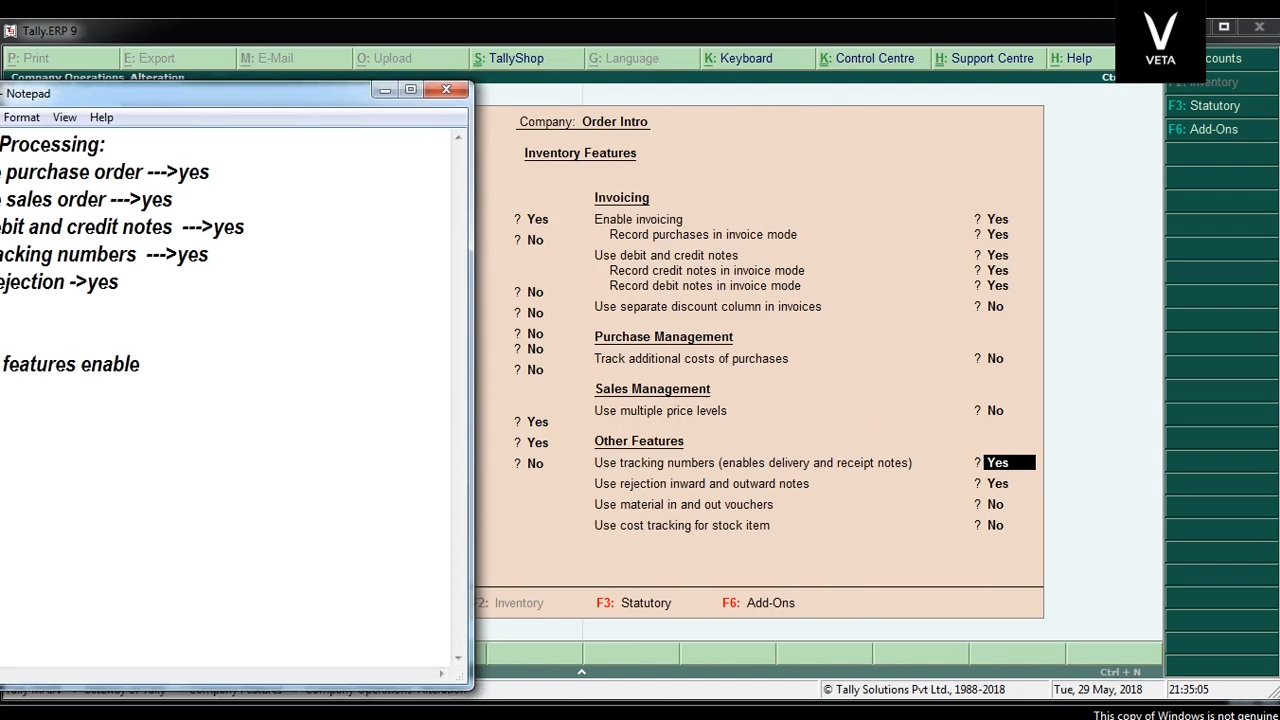 Tally.ERP 9
V
VETA
P: Print
E: Export
M: E-Mail
O: Upload
S: TallyShop
G: Language
K: Keyboard
K: Control Centre
H: Support Centre
H: Help
counts
Company Operations Alteration
Ctr
F3: Statutory
F6: Add-Ons
- Notepad
Format View Help
Processing:
purchase order --->yes
sales order --->yes
ebit and credit notes --->yes
acking numbers --->yes
ejection ->yes
features enable
Company: Order Intro
Inventory Features
Invoicing
? Yes Enable invoicing ? Yes
? No Record purchases in invoice mode ? Yes
Use debit and credit notes ? Yes
Record credit notes in invoice mode ? Yes
? No Record debit notes in invoice mode ? Yes
? No Use separate discount column in invoices ? No
? No Purchase Management
? No
? No Track additional costs of purchases ? No
Sales Management
? Yes Use multiple price levels ? No
? Yes Other Features
? No Use tracking numbers (enables delivery and receipt notes) ? Yes
Use rejection inward and outward notes ? Yes
Use material in and out vouchers ? No
Use cost tracking for stock item ? No
F2: Inventory F3: Statutory F6: Add-Ons
Ctrl + N
© Tally Solutions Pvt Ltd., 1988-2018
Tue, 29 May, 2018
21:35:05
This copy of Windows is not genuine